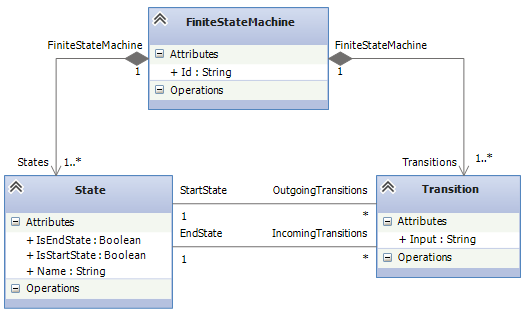 FiniteStateMachine
FiniteStateMachine
FiniteStateMachine
Attributes
+ Id : String
1
1
Operations
States
1..*
Transitions
1..*
State
StartState
OutgoingTransitions
Transition
Attributes
1
*
Attributes
+ IsEndState : Boolean
EndState
IncomingTransitions
+ Input : String
+ IsStartState : Boolean
1
*
Operations
+ Name : String
Operations